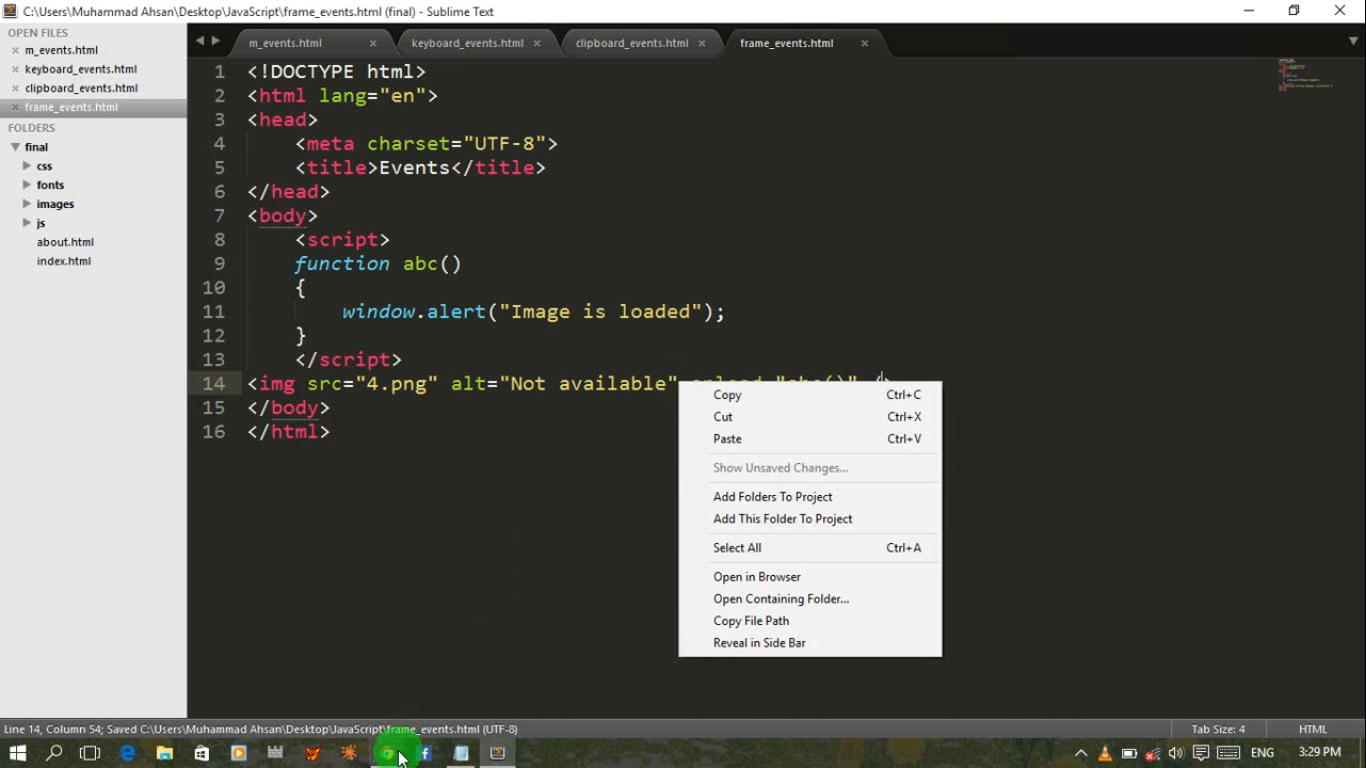 C:\Users\Muhammad Ahsan\Desktop\JavaScript\frame_events.html (final) - Sublime Text
OPEN FILES
m_events.html
keyboard_events.html
clipboard_events.html
frame_events.html
FOLDERS
final
css
fonts
images
js
about.html
index.html
m_events.html keyboard_events.html clipboard_events.html frame_events.html
1 <!DOCTYPE html>
2 <html lang="en">
3 <head>
4 <meta charset="UTF-8">
5 <title>Events</title>
6 </head>
7 <body>
8 <script>
9 function abc()
10 {
11 window.alert("Image is loaded");
12 }
13 </script>
14 <img src="4.png" alt="Not available"
15 </body>
16 </html>
Copy Ctrl+C
Cut Ctrl+X
Paste Ctrl+V
Show Unsaved Changes...
Add Folders To Project
Add This Folder To Project
Select All Ctrl+A
Open in Browser
Open Containing Folder...
Copy File Path
Reveal in Side Bar
Line 14, Column 54; Saved C:\Users\Muhammad Ahsan\Desktop\JavaScript\frame_events.html (UTF-8) Tab Size: 4 HTML
ENG 3:29 PM